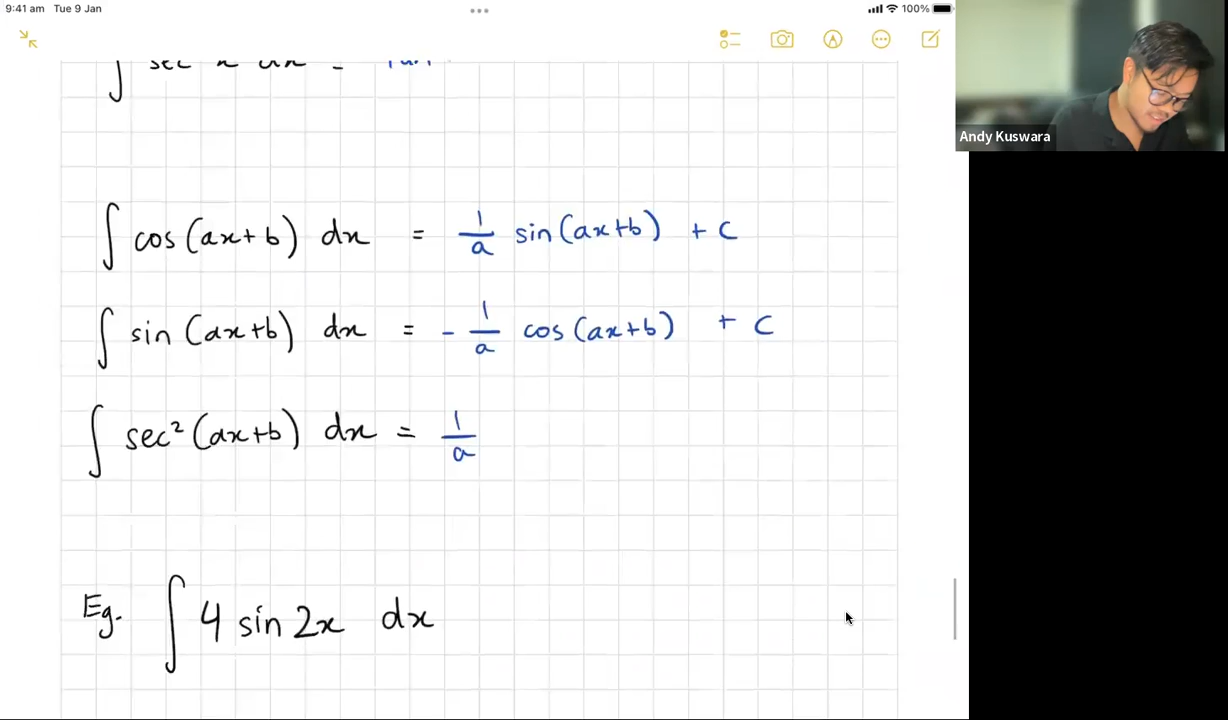 9:41 am Tue 9 Jan
100%
Andy Kuswara
∫ cos(ax+b) dx = 1/a sin(ax+b) + c
∫ sin(ax+b) dx = - 1/a cos(ax+b) + c
∫ sec²(ax+b) dx = 1/a
Eg. ∫ 4 sin 2x dx